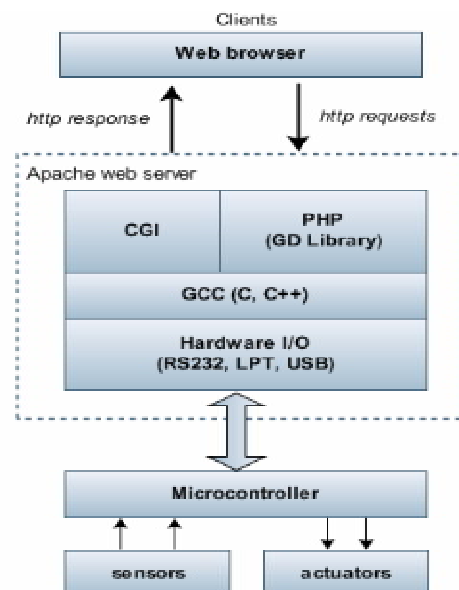 Clients
Web browser
http response
http requests
Apache web server
CGI
PHP
(GD Library)
GCC (C, C++)
Hardware I/O
(RS232, LPT, USB)
Microcontroller
sensors
actuators